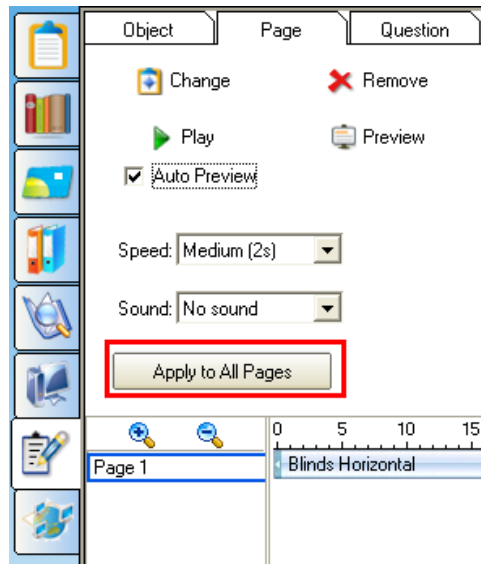 Object Page Question
Change Remove
Play Preview
Auto Preview
Speed: Medium (2s)
Sound: No sound
Apply to All Pages
0 5 10 15
Page 1 Blinds Horizontal